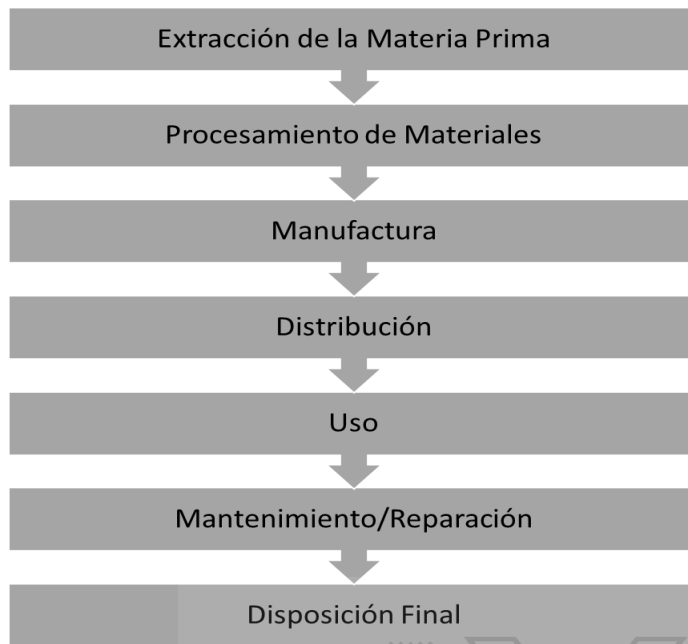 Extracción de la Materia Prima
Procesamiento de Materiales
Manufactura
Distribución
Uso
Mantenimiento/Reparación
Disposición Final